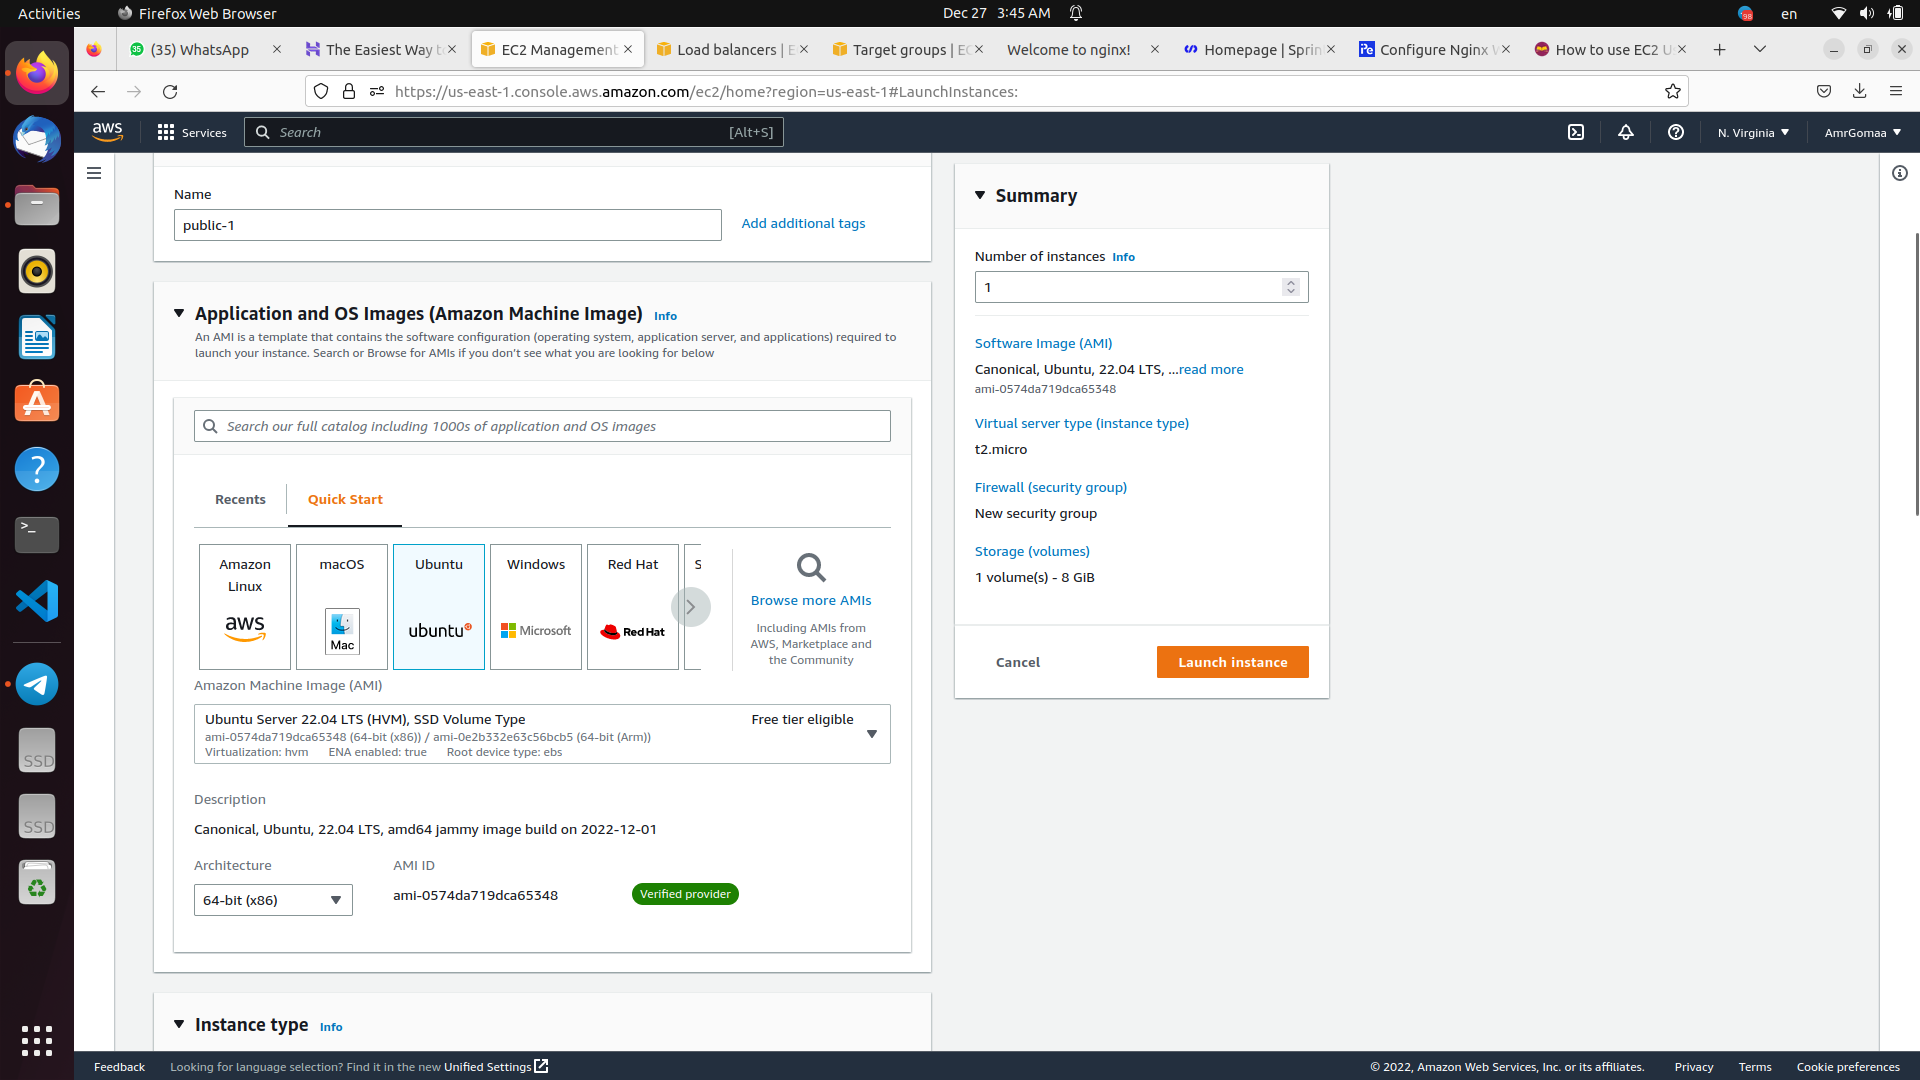 Activities
Firefox Web Browser
Dec 27 3:45 AM
98
en
35
(35) WhatsApp
The Easiest Way to
EC2 Management
Load balancers | E
Target groups | EC
Welcome to nginx!
Homepage | Sprin
Configure Nginx W
How to use EC2 U
https://us-east-1.console.aws.amazon.com/ec2/home?region=us-east-1#LaunchInstances:
aws
Services
Search
[Alt+S]
N. Virginia
AmrGomaa
Name
public-1
Add additional tags
Application and OS Images (Amazon Machine Image) Info
An AMI is a template that contains the software configuration (operating system, application server, and applications) required to
launch your instance. Search or Browse for AMIs if you don't see what you are looking for below
Search our full catalog including 1000s of application and OS images
Recents
Quick Start
Amazon
Linux
aws
macOS
Mac
Ubuntu
ubuntu
Windows
Microsoft
Red Hat
Red Hat
S
Browse more AMIs
Including AMIs from
AWS, Marketplace and
the Community
Amazon Machine Image (AMI)
Ubuntu Server 22.04 LTS (HVM), SSD Volume Type
Free tier eligible
ami-0574da719dca65348 (64-bit (x86)) / ami-0e2b332e63c56bcb5 (64-bit (Arm))
Virtualization: hvm ENA enabled: true Root device type: ebs
Description
Canonical, Ubuntu, 22.04 LTS, amd64 jammy image build on 2022-12-01
Architecture
AMI ID
64-bit (x86)
ami-0574da719dca65348
Verified provider
Instance type Info
Summary
Number of instances Info
1
Software Image (AMI)
Canonical, Ubuntu, 22.04 LTS, ...read more
ami-0574da719dca65348
Virtual server type (instance type)
t2.micro
Firewall (security group)
New security group
Storage (volumes)
1 volume(s) - 8 GiB
Cancel
Launch instance
SSD
SSD
Feedback
Looking for language selection? Find it in the new Unified Settings
© 2022, Amazon Web Services, Inc. or its affiliates.
Privacy
Terms
Cookie preferences